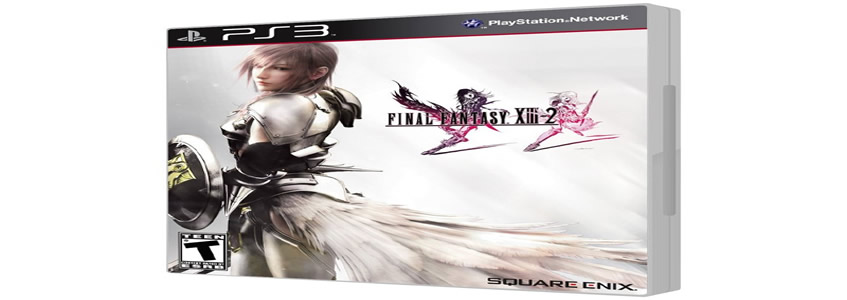 PS3
PlayStation®Network
FINAL FANTASY XIII-2
TEEN
T
ESRB
SQUARE ENIX.